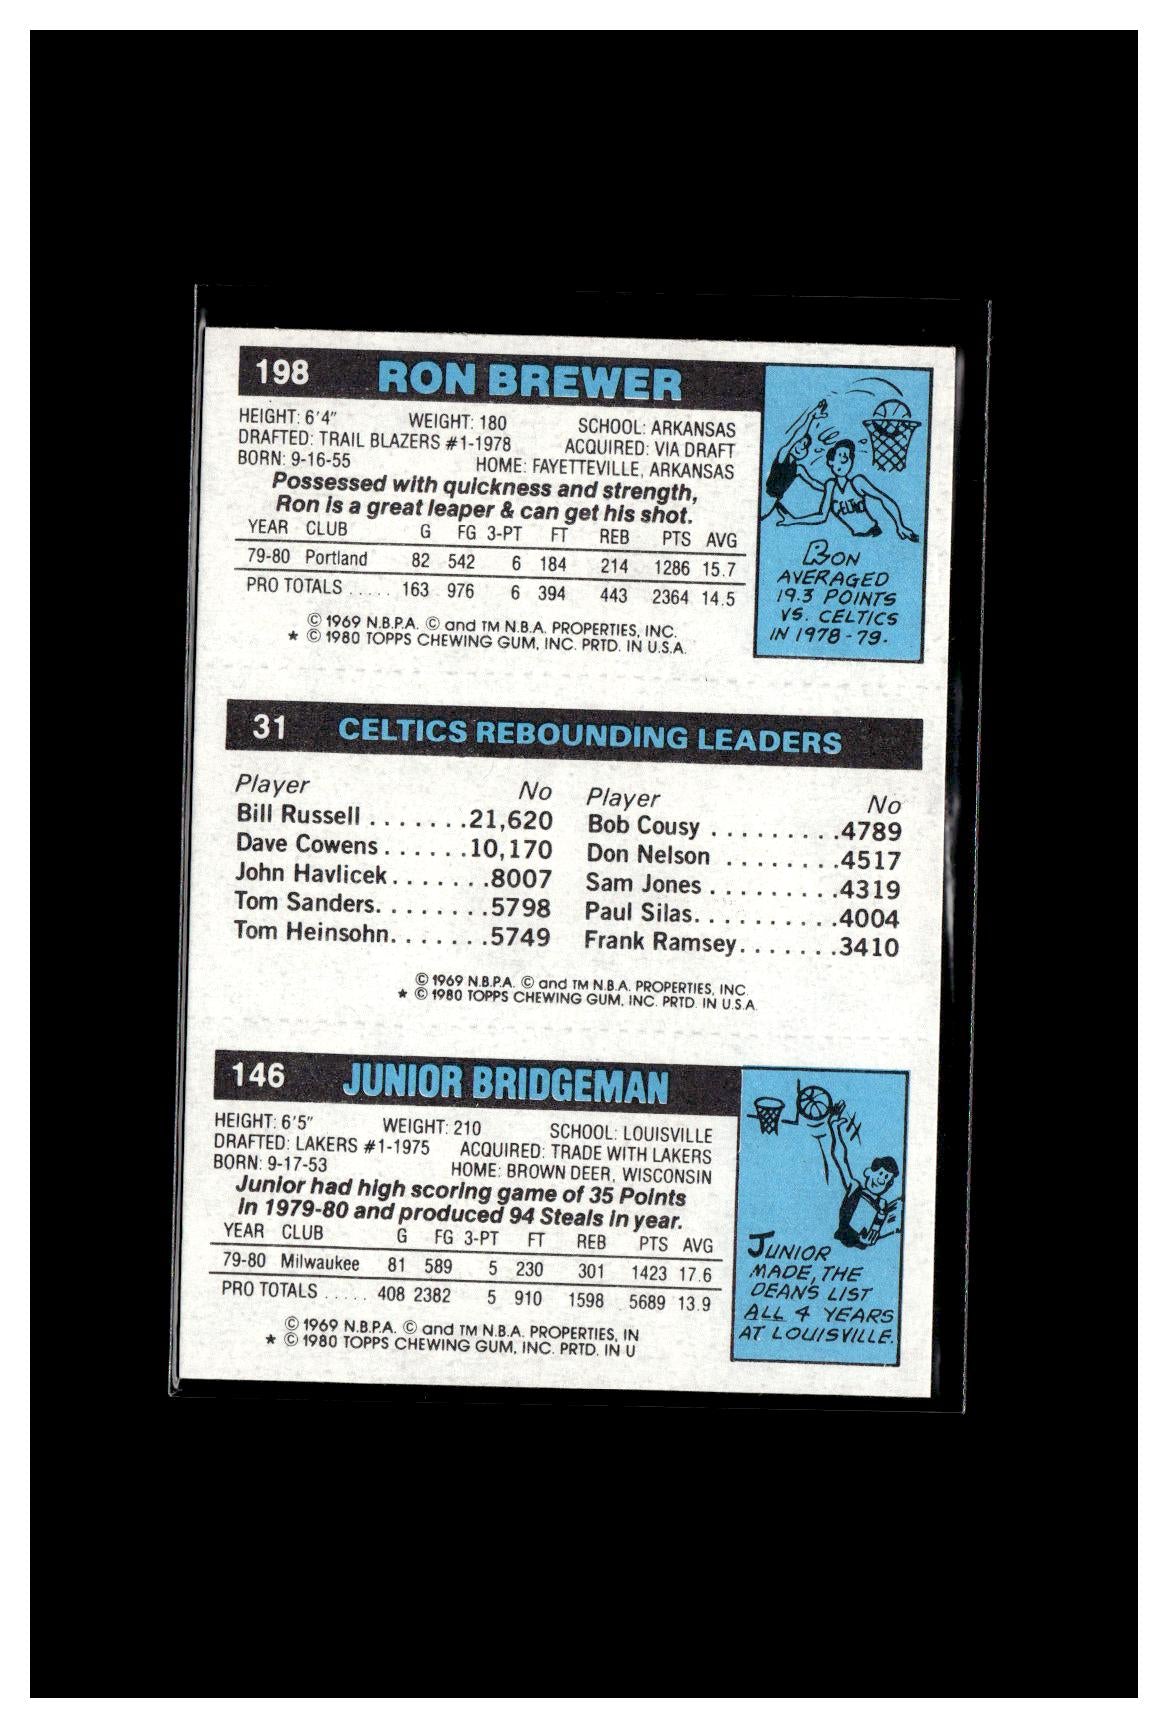 198 RON BREWER
HEIGHT: 6'4" WEIGHT: 180 SCHOOL: ARKANSAS
DRAFTED: TRAIL BLAZERS #1-1978 ACQUIRED: VIA DRAFT
BORN: 9-16-55 HOME: FAYETTEVILLE, ARKANSAS
Possessed with quickness and strength,
Ron is a great leaper & can get his shot.
YEAR CLUB G FG 3-PT FT REB PTS AVG
79-80 Portland 82 542 6 184 214 1286 15.7
PRO TOTALS ..... 163 976 6 394 443 2364 14.5
© 1969 N.B.P.A. © and TM N.B.A. PROPERTIES, INC.
* © 1980 TOPPS CHEWING GUM, INC. PRTD. IN U.S.A.
CELTIC
RON
AVERAGED
19.3 POINTS
VS. CELTICS
IN 1978-79.
31 CELTICS REBOUNDING LEADERS
Player No
Bill Russell .......21,620
Dave Cowens ......10,170
John Havlicek.......8007
Tom Sanders........5798
Tom Heinsohn.......5749
Player No
Bob Cousy .........4789
Don Nelson ........4517
Sam Jones .........4319
Paul Silas..........4004
Frank Ramsey.......3410
© 1969 N.B.P.A. © and TM N.B.A. PROPERTIES, INC.
* © 1980 TOPPS CHEWING GUM, INC. PRTD. IN U.S.A.
146 JUNIOR BRIDGEMAN
HEIGHT: 6'5" WEIGHT: 210 SCHOOL: LOUISVILLE
DRAFTED: LAKERS #1-1975 ACQUIRED: TRADE WITH LAKERS
BORN: 9-17-53 HOME: BROWN DEER, WISCONSIN
Junior had high scoring game of 35 Points
in 1979-80 and produced 94 Steals in year.
YEAR CLUB G FG 3-PT FT REB PTS AVG
79-80 Milwaukee 81 589 5 230 301 1423 17.6
PRO TOTALS ..... 408 2382 5 910 1598 5689 13.9
© 1969 N.B.P.A. © and TM N.B.A. PROPERTIES, IN
* © 1980 TOPPS CHEWING GUM, INC. PRTD. IN U
JUNIOR
MADE, THE
DEAN'S LIST
ALL 4 YEARS
AT LOUISVILLE.